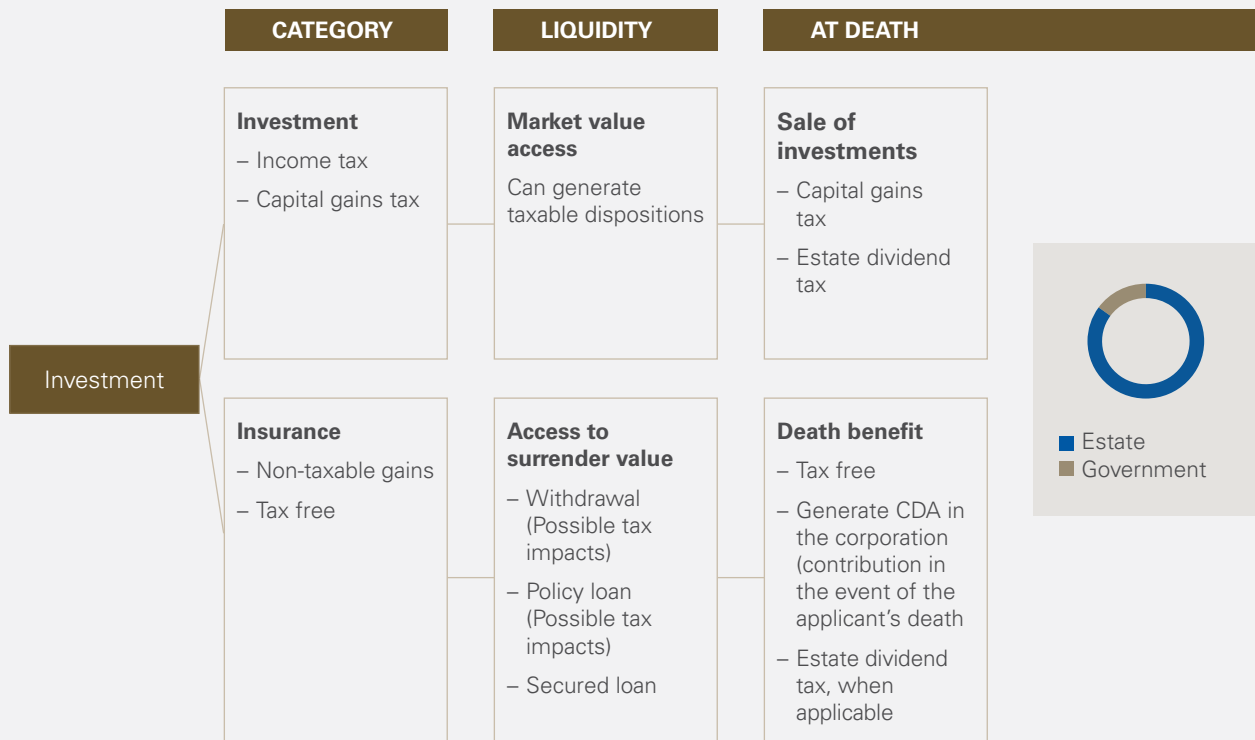 CATEGORY
LIQUIDITY
AT DEATH
Investment
Investment
– Income tax
– Capital gains tax
Market value
access
Can generate
taxable dispositions
Sale of
investments
– Capital gains
tax
– Estate dividend
tax
Insurance
– Non-taxable gains
– Tax free
Access to
surrender value
– Withdrawal
(Possible tax
impacts)
– Policy loan
(Possible tax
impacts)
– Secured loan
Death benefit
– Tax free
– Generate CDA in
the corporation
(contribution in
the event of the
applicant’s death
– Estate dividend
tax, when
applicable
Estate
Government